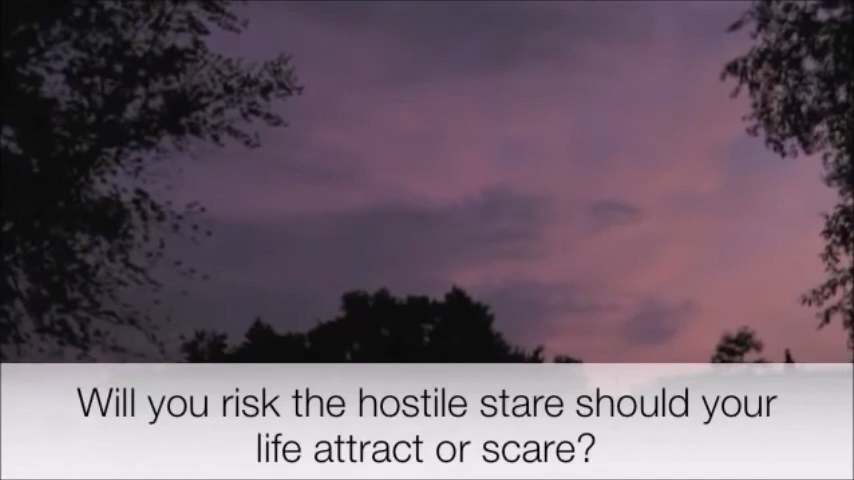 Will you risk the hostile stare should your
life attract or scare?